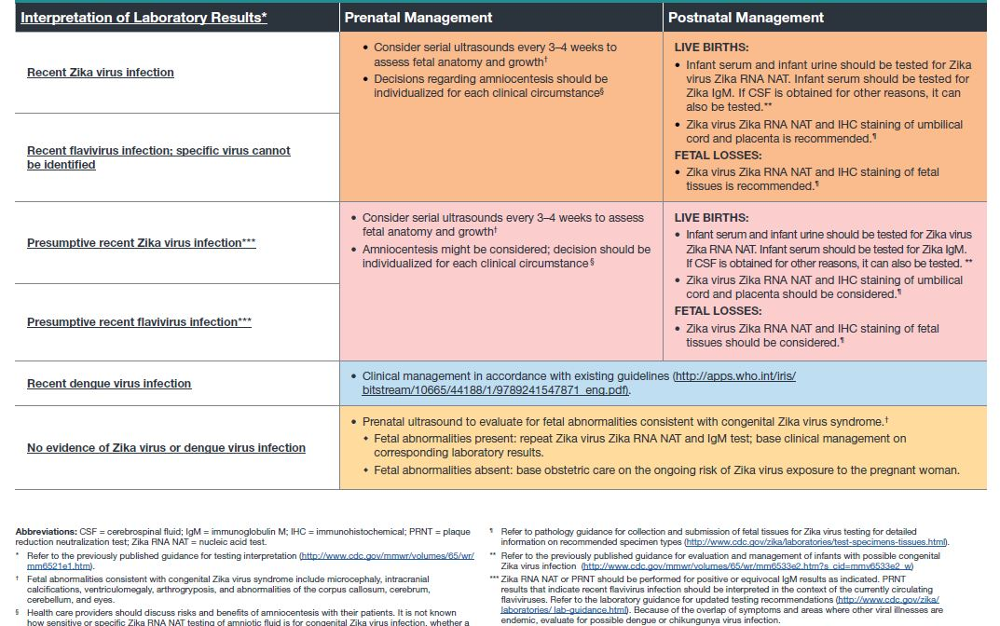 Interpretation of Laboratory Results*
Prenatal Management
Postnatal Management
Recent Zika virus infection
Recent flavivirus infection; specific virus cannot
be identified
• Consider serial ultrasounds every 3–4 weeks to
assess fetal anatomy and growth†
• Decisions regarding amniocentesis should be
individualized for each clinical circumstance§
LIVE BIRTHS:
• Infant serum and infant urine should be tested for Zika
virus Zika RNA NAT. Infant serum should be tested for
Zika IgM. If CSF is obtained for other reasons, it can
also be tested.**
• Zika virus Zika RNA NAT and IHC staining of umbilical
cord and placenta is recommended.¶
FETAL LOSSES:
• Zika virus Zika RNA NAT and IHC staining of fetal
tissues is recommended.¶
Presumptive recent Zika virus infection***
Presumptive recent flavivirus infection***
• Consider serial ultrasounds every 3–4 weeks to assess
fetal anatomy and growth†
• Amniocentesis might be considered; decision should be
individualized for each clinical circumstance§
LIVE BIRTHS:
• Infant serum and infant urine should be tested for Zika virus
Zika RNA NAT. Infant serum should be tested for Zika IgM.
If CSF is obtained for other reasons, it can also be tested. **
• Zika virus Zika RNA NAT and IHC staining of umbilical
cord and placenta should be considered.¶
FETAL LOSSES:
• Zika virus Zika RNA NAT and IHC staining of fetal
tissues should be considered.¶
Recent dengue virus infection
• Clinical management in accordance with existing guidelines (http://apps.who.int/iris/
bitstream/10665/44188/1/9789241547871_eng.pdf).
No evidence of Zika virus or dengue virus infection
• Prenatal ultrasound to evaluate for fetal abnormalities consistent with congenital Zika virus syndrome.†
◆ Fetal abnormalities present: repeat Zika virus Zika RNA NAT and IgM test; base clinical management on
corresponding laboratory results.
◆ Fetal abnormalities absent: base obstetric care on the ongoing risk of Zika virus exposure to the pregnant woman.
Abbreviations: CSF = cerebrospinal fluid; IgM = immunoglobulin M; IHC = immunohistochemical; PRNT = plaque
reduction neutralization test; Zika RNA NAT = nucleic acid test.
* Refer to the previously published guidance for testing interpretation (http://www.cdc.gov/mmwr/volumes/65/wr/
mm6521e1.htm).
† Fetal abnormalities consistent with congenital Zika virus syndrome include microcephaly, intracranial
calcifications, ventriculomegaly, arthrogryposis, and abnormalities of the corpus callosum, cerebrum,
cerebellum, and eyes.
§ Health care providers should discuss risks and benefits of amniocentesis with their patients. It is not known
how sensitive or specific Zika RNA NAT testing of amniotic fluid is for congenital Zika virus infection, whether a
¶ Refer to pathology guidance for collection and submission of fetal tissues for Zika virus testing for detailed
information on recommended specimen types (http://www.cdc.gov/zika/laboratories/test-specimens-tissues.html).
** Refer to the previously published guidance for evaluation and management of infants with possible congenital
Zika virus infection (http://www.cdc.gov/mmwr/volumes/65/wr/mm6533e2.htm?s_cid=mmv6533e2_w)
*** Zika RNA NAT or PRNT should be performed for positive or equivocal IgM results as indicated. PRNT
results that indicate recent flavivirus infection should be interpreted in the context of the currently circulating
flaviviruses. Refer to the laboratory guidance for updated testing recommendations (http://www.cdc.gov/zika/
laboratories/ lab-guidance.html). Because of the overlap of symptoms and areas where other viral illnesses are
endemic, evaluate for possible dengue or chikungunya virus infection.